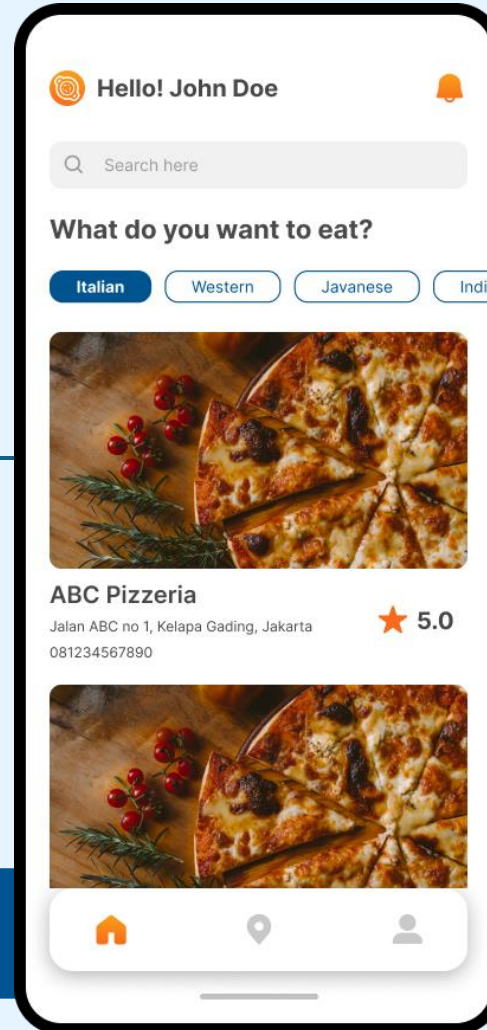 Hello! John Doe
Search here
What do you want to eat?
Italian Western Javanese Indi
ABC Pizzeria
Jalan ABC no 1, Kelapa Gading, Jakarta
5.0
081234567890